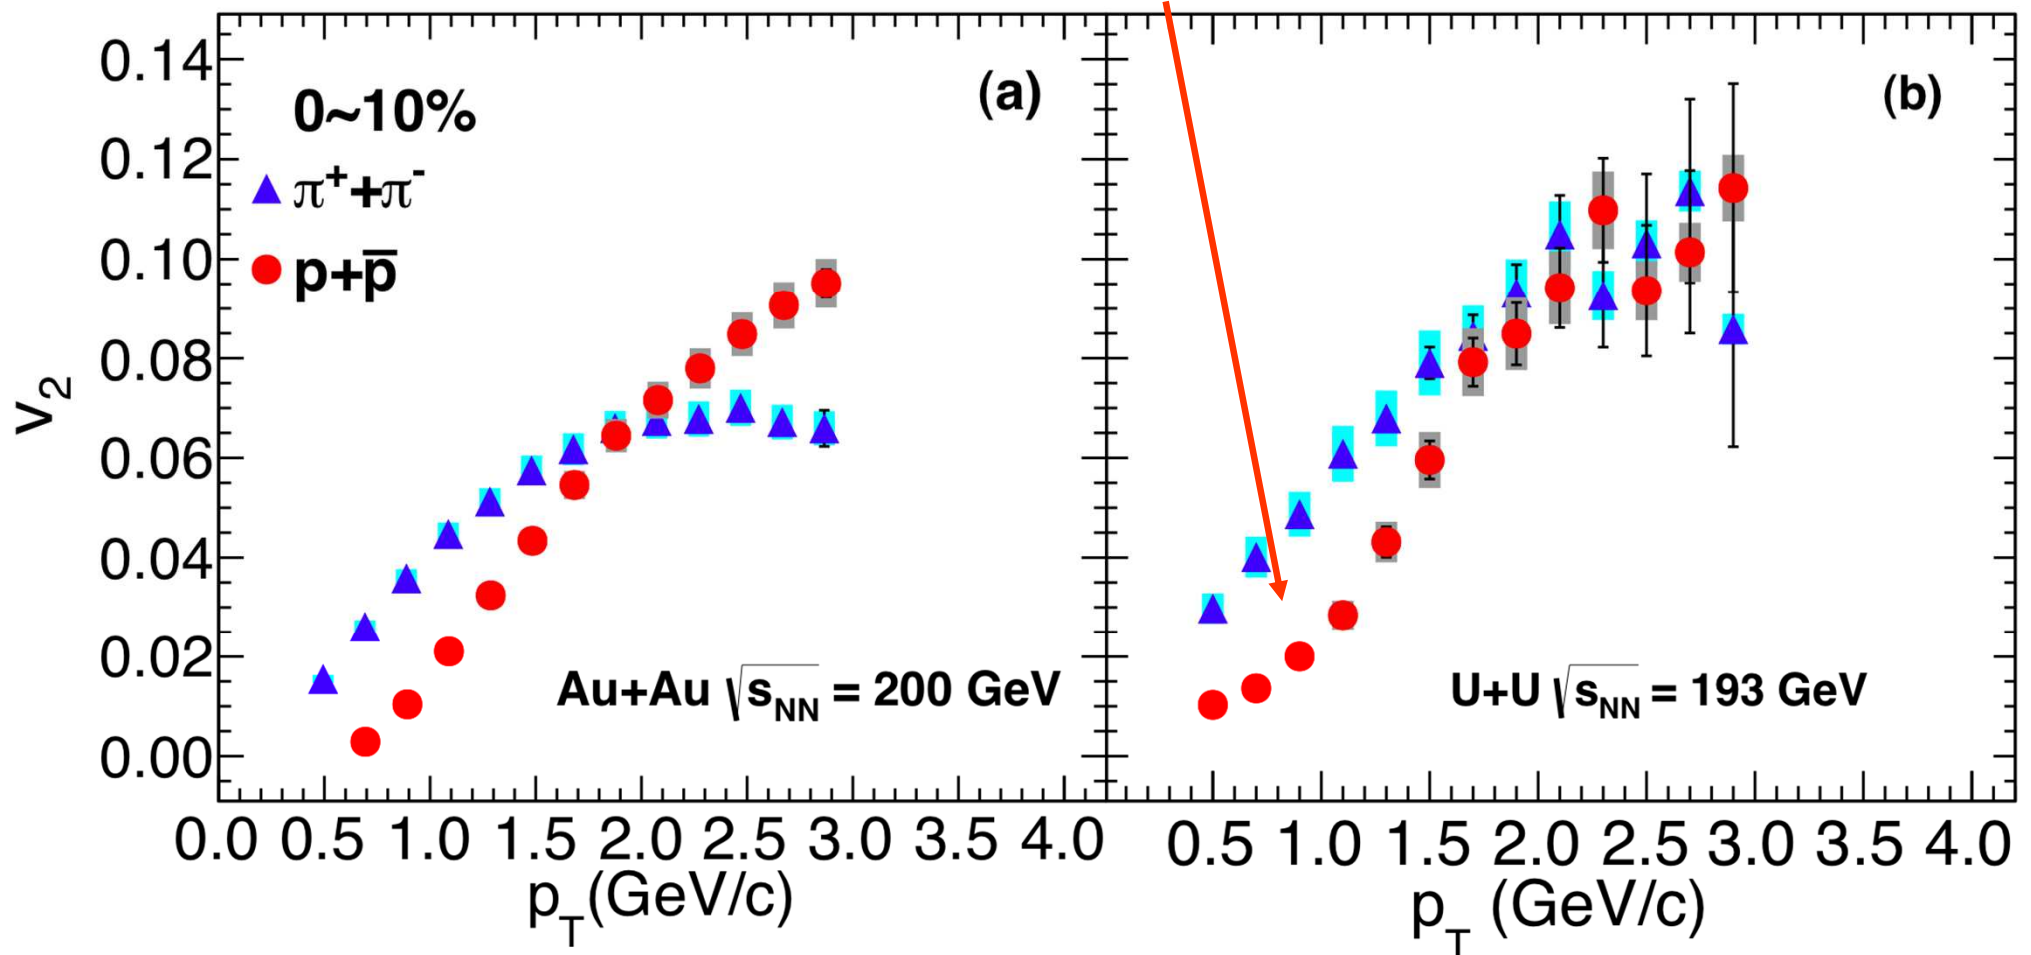 0.14
0.12
0.10
0.08
0.06
0.04
0.02
0.00
v₂
0~10%
π⁺+π⁻
p+p̅
(a)
Au+Au √sNN = 200 GeV
0.0 0.5 1.0 1.5 2.0 2.5 3.0 3.5 4.0
pT(GeV/c)
(b)
U+U √sNN = 193 GeV
0.5 1.0 1.5 2.0 2.5 3.0 3.5 4.0
pT (GeV/c)